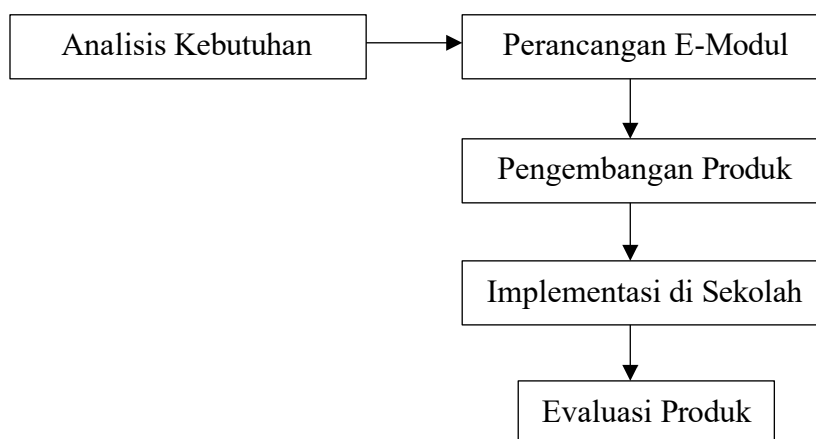 Analisis Kebutuhan
Perancangan E-Modul
Pengembangan Produk
Implementasi di Sekolah
Evaluasi Produk